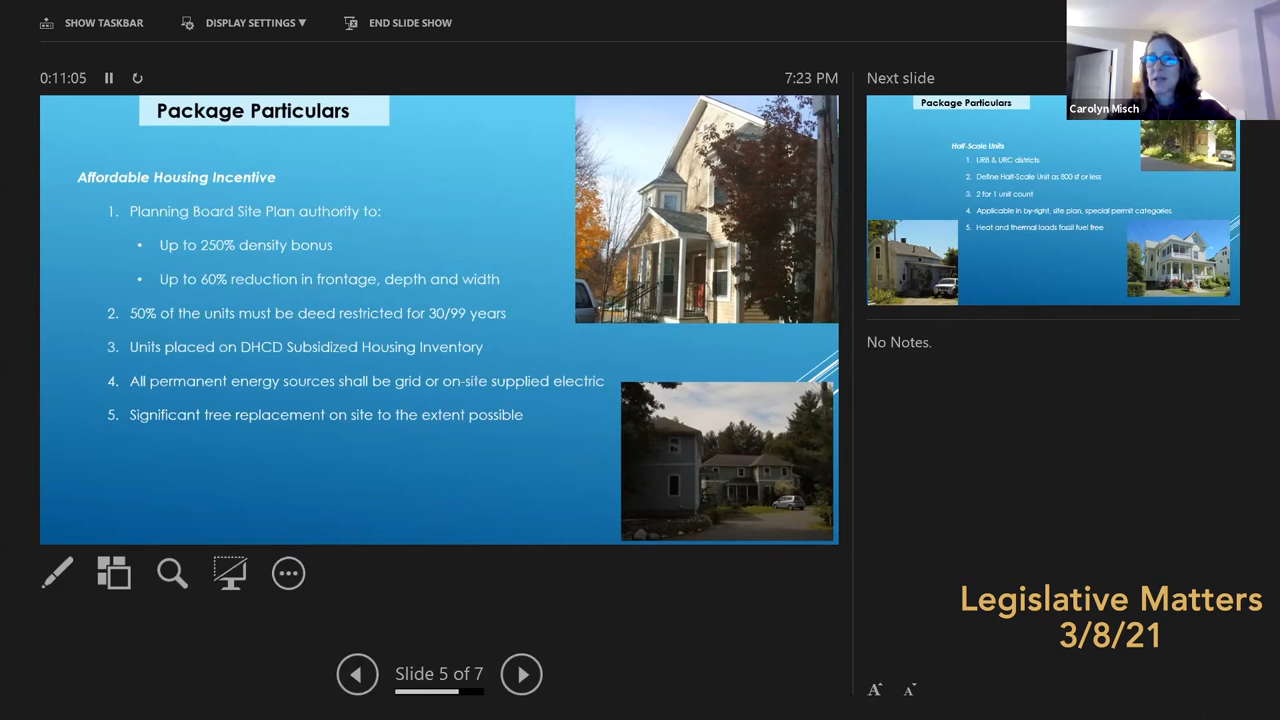 SHOW TASKBAR
DISPLAY SETTINGS ▼
END SLIDE SHOW
0:11:05
7:23 PM
Package Particulars
Affordable Housing Incentive
1. Planning Board Site Plan authority to:
• Up to 250% density bonus
• Up to 60% reduction in frontage, depth and width
2. 50% of the units must be deed restricted for 30/99 years
3. Units placed on DHCD Subsidized Housing Inventory
4. All permanent energy sources shall be grid or on-site supplied electric
5. Significant tree replacement on site to the extent possible
Slide 5 of 7
Next slide
Carolyn Misch
Package Particulars
Half-Scale Units
1. URB & URC districts
2. Define Half-Scale Unit as 800 sf or less
3. 2 for 1 unit count
4. Applicable in by-right, site plan, special permit categories
5. Heat and thermal loads fossil fuel free
No Notes.
Legislative Matters
3/8/21
A A